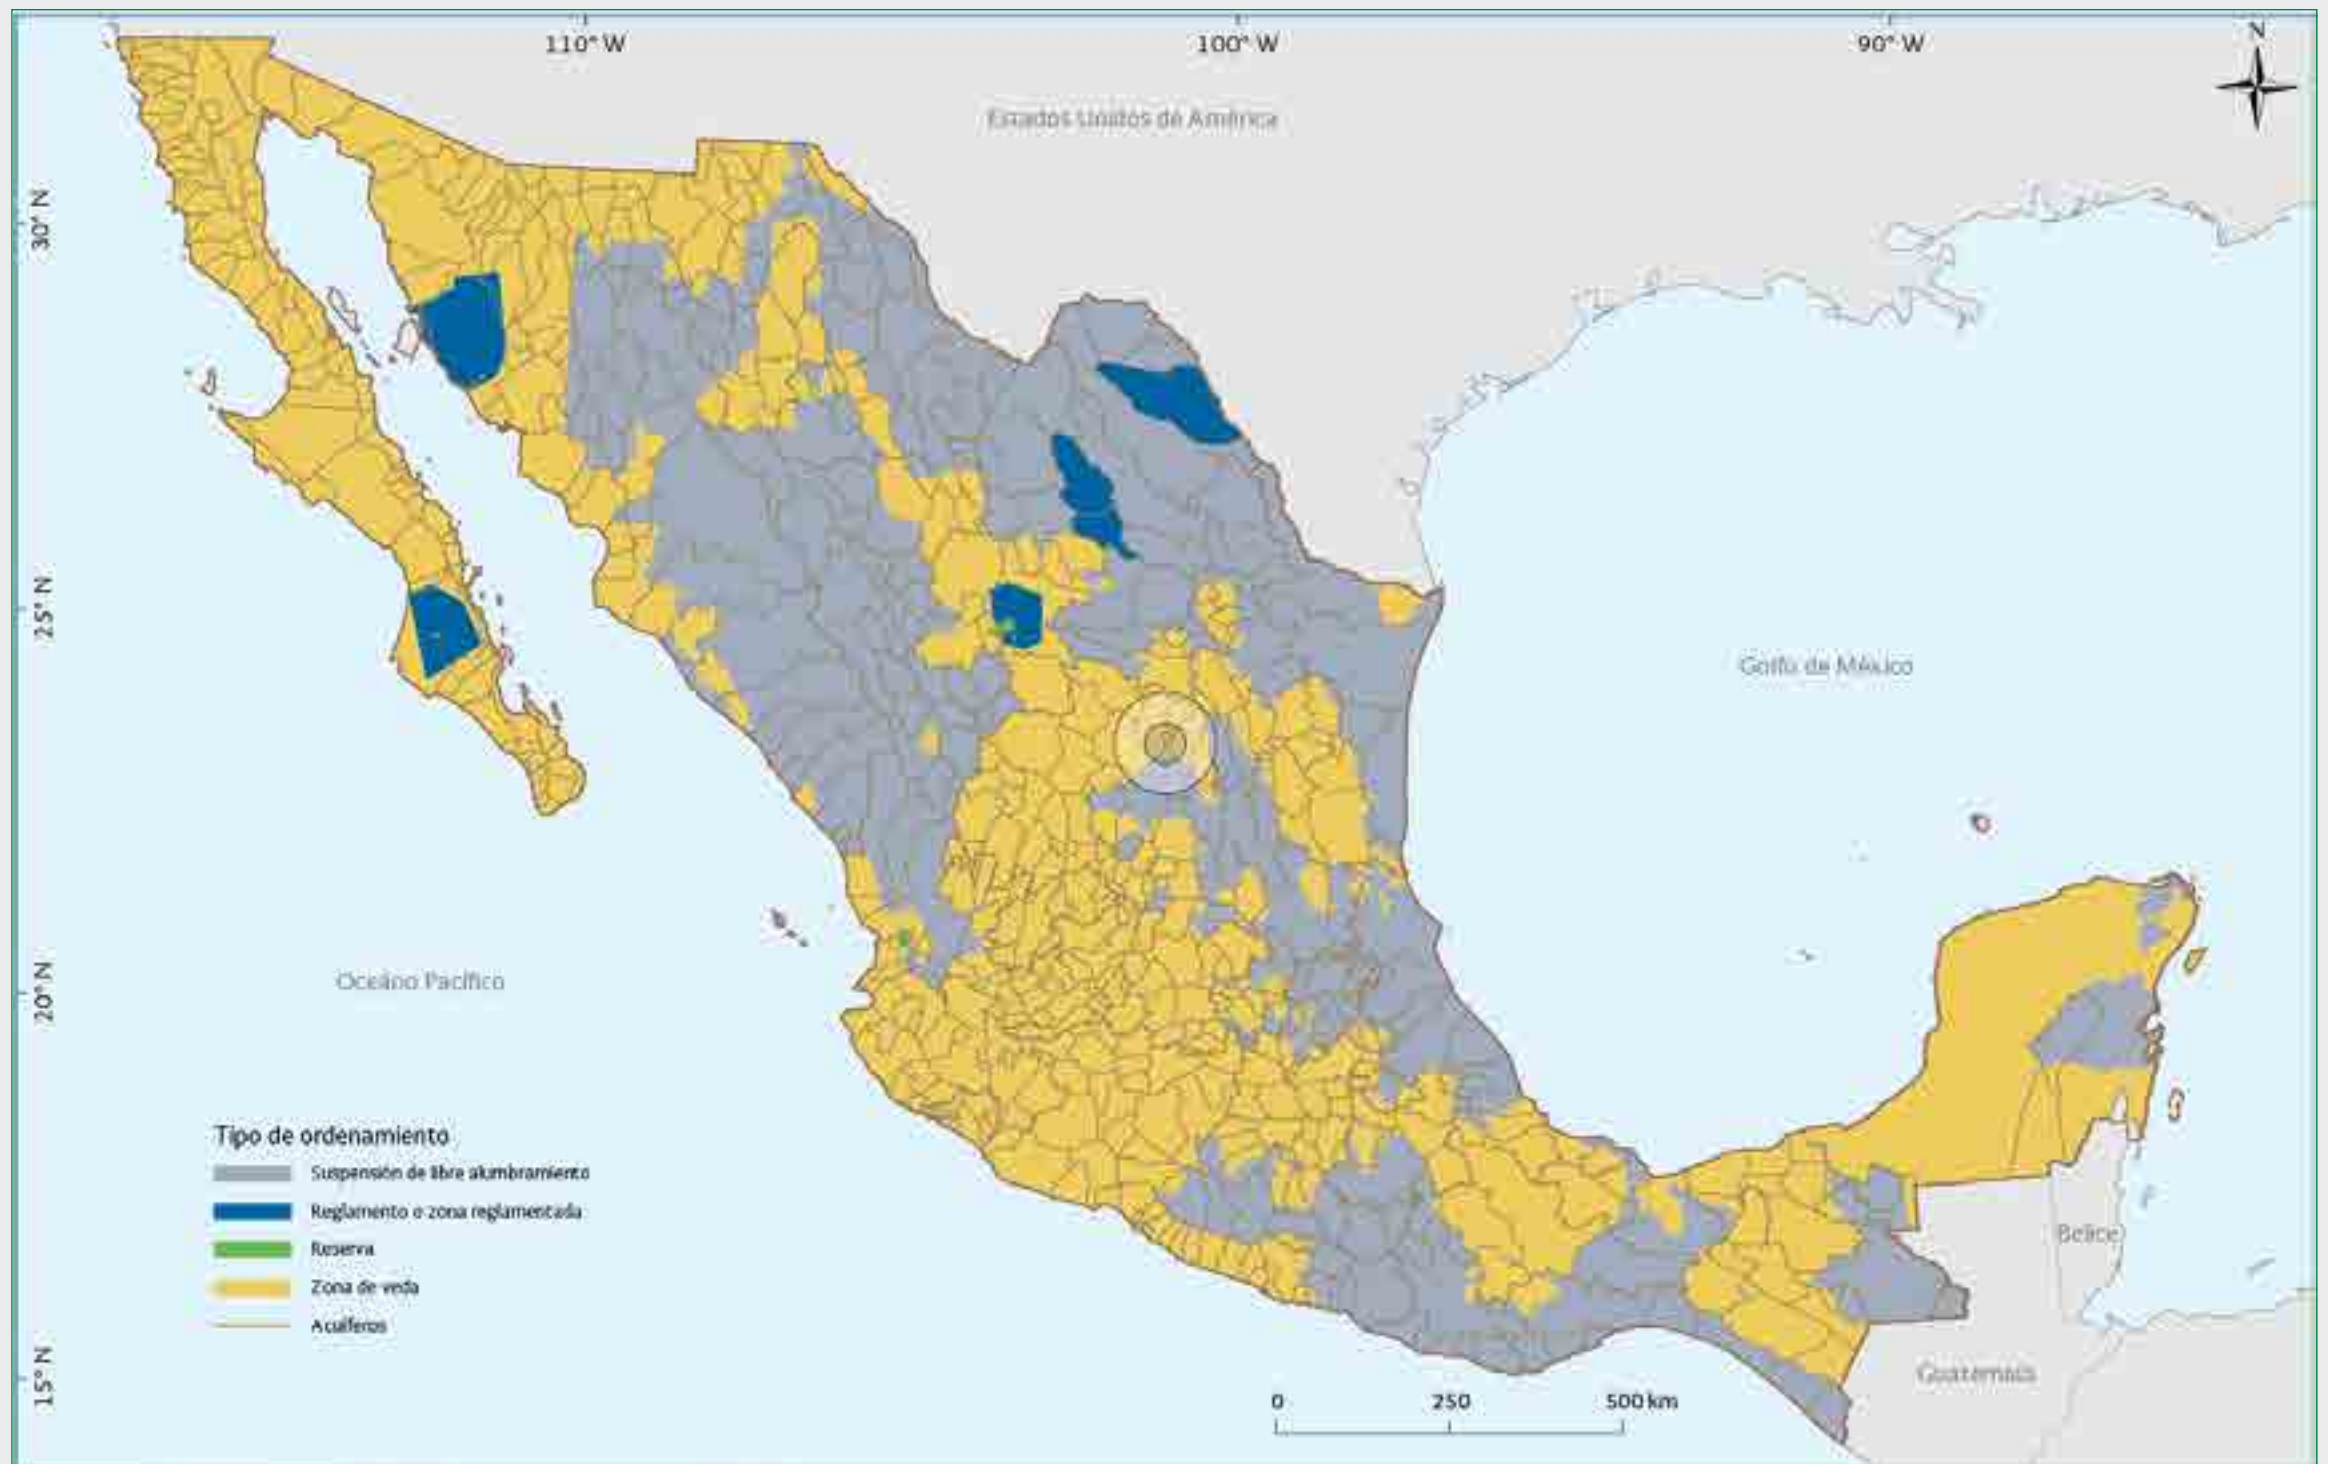 110° W
100° W
90° W
N
Estados Unidos de América
30° N
25° N
Golfo de México
20° N
Océano Pacífico
Tipo de ordenamiento
Suspensión de libre alumbramiento
Reglamento o zona reglamentada
Reserva
Zona de veda
Acuíferos
Belice
Guatemala
15° N
0
250
500 km